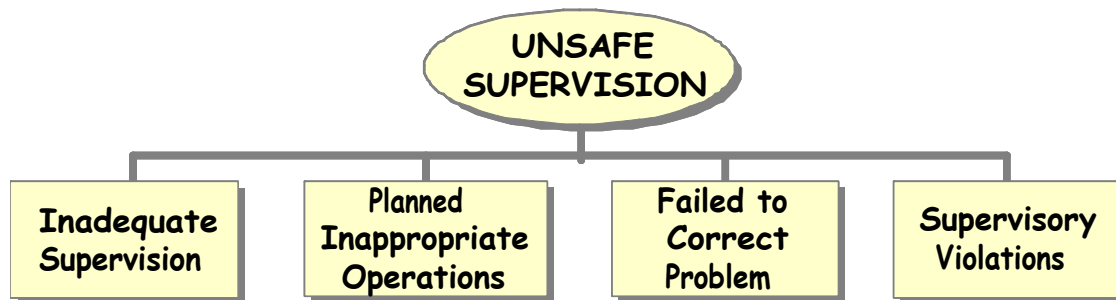 UNSAFE
SUPERVISION
Inadequate
Supervision
Planned
Inappropriate
Operations
Failed to
Correct
Problem
Supervisory
Violations